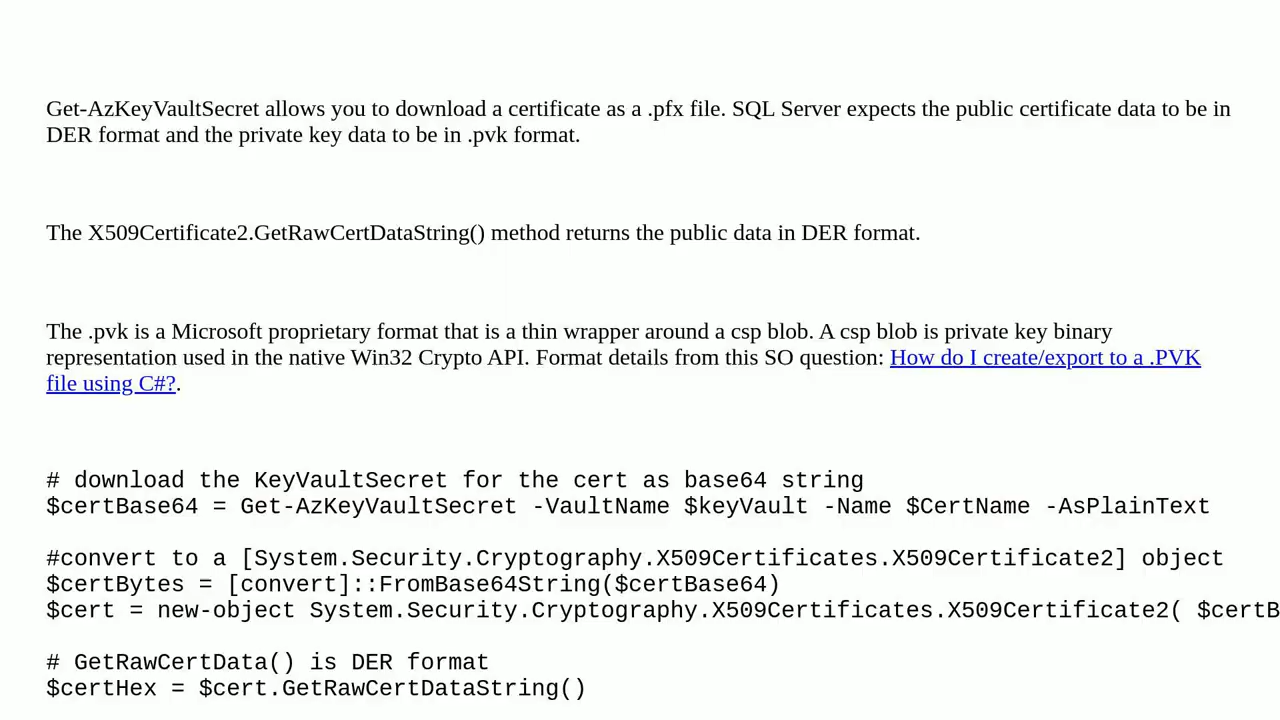 Get-AzKeyVaultSecret allows you to download a certificate as a .pfx file. SQL Server expects the public certificate data to be in
DER format and the private key data to be in .pvk format.
The X509Certificate2.GetRawCertDataString() method returns the public data in DER format.
The .pvk is a Microsoft proprietary format that is a thin wrapper around a csp blob. A csp blob is private key binary
representation used in the native Win32 Crypto API. Format details from this SO question: How do I create/export to a .PVK
file using C#?.
# download the KeyVaultSecret for the cert as base64 string
$certBase64 = Get-AzKeyVaultSecret -VaultName $keyVault -Name $CertName -AsPlainText
#convert to a [System.Security.Cryptography.X509Certificates.X509Certificate2] object
$certBytes = [convert]::FromBase64String($certBase64)
$cert = new-object System.Security.Cryptography.X509Certificates.X509Certificate2( $certB
# GetRawCertData() is DER format
$certHex = $cert.GetRawCertDataString()